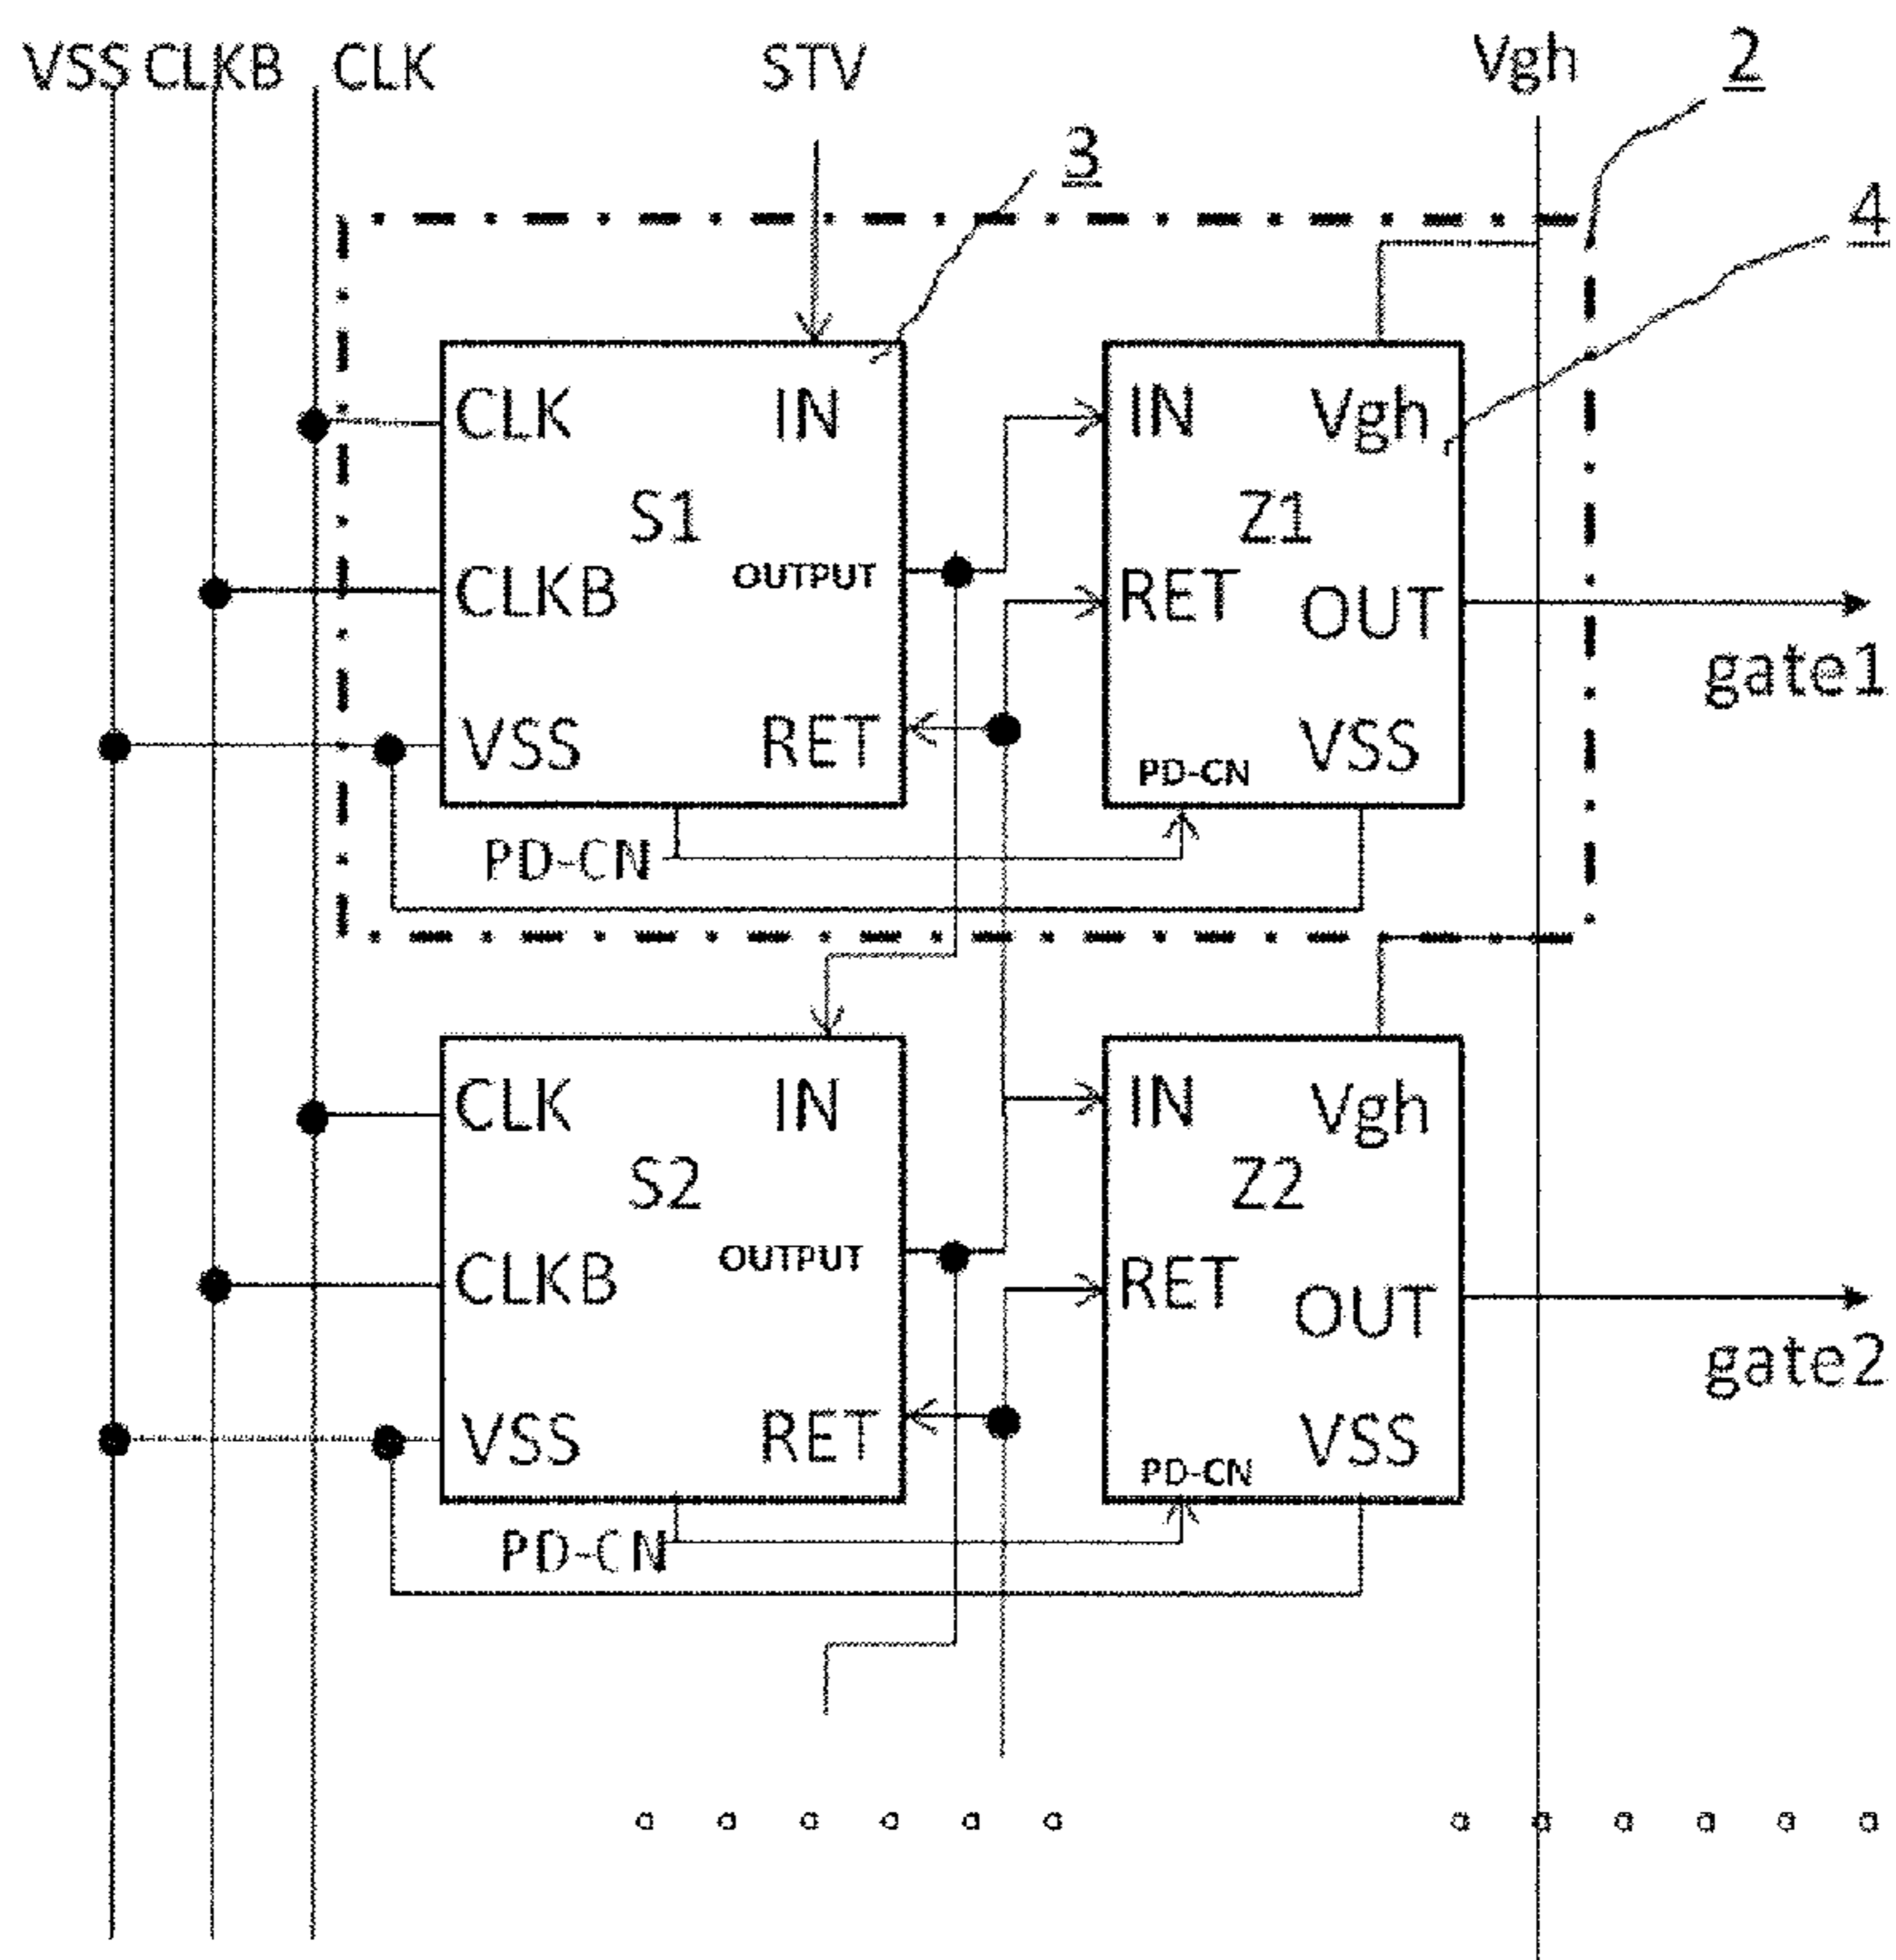 VSS CLKB CLK STV Vgh 2
3
4
CLK IN IN Vgh
S1 Z1
CLKB OUTPUT RET OUT
gate1
VSS RET PD-CN VSS
PD-CN
CLK IN IN Vgh
S2 Z2
CLKB OUTPUT RET OUT
gate2
VSS RET PD-CN VSS
PD-CN